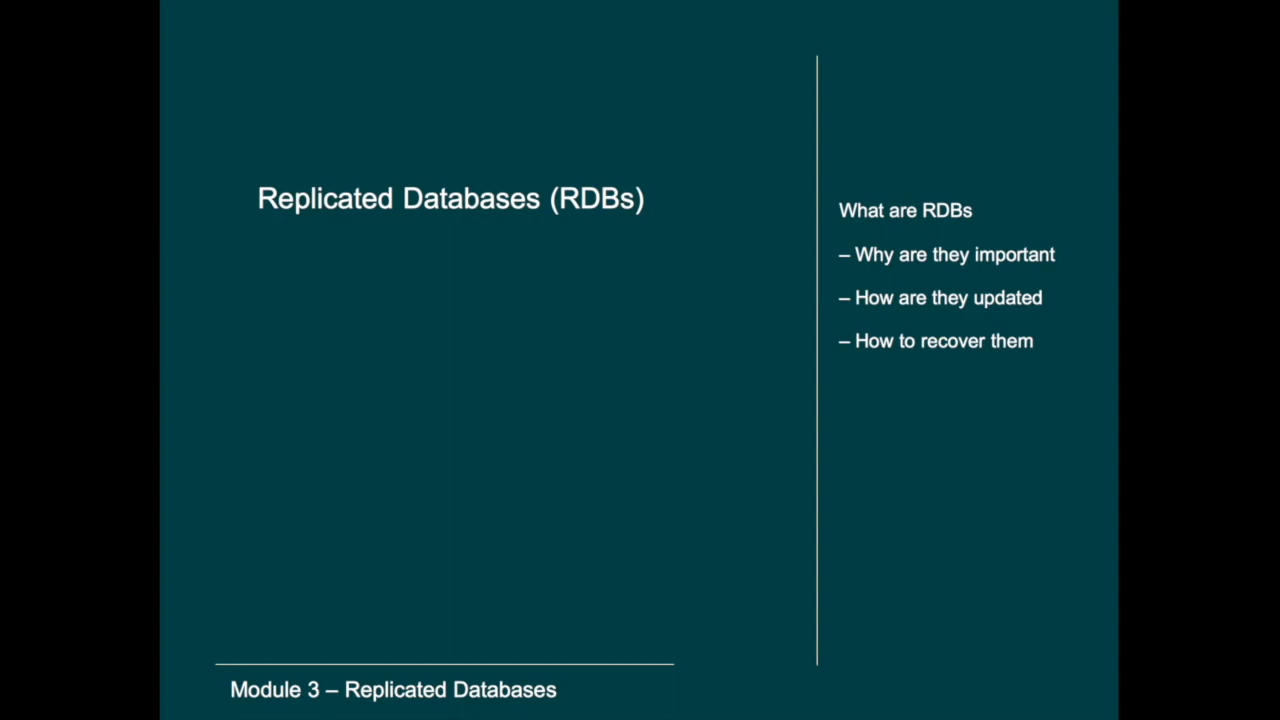 Replicated Databases (RDBs)
What are RDBs
– Why are they important
– How are they updated
– How to recover them
Module 3 – Replicated Databases